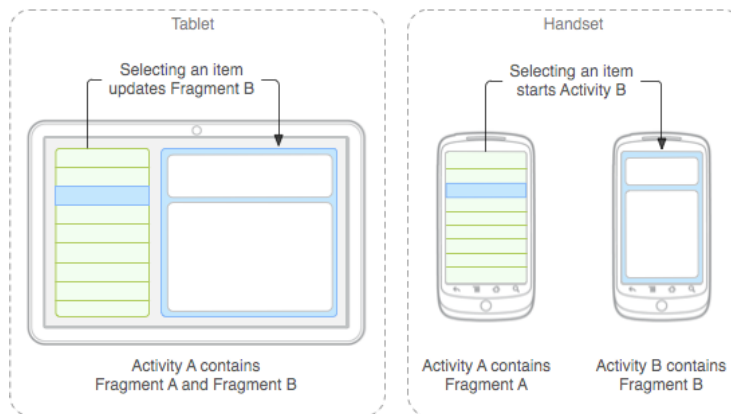 Tablet
Selecting an item
updates Fragment B
Activity A contains
Fragment A and Fragment B
Handset
Selecting an item
starts Activity B
Activity A contains
Fragment A
Activity B contains
Fragment B